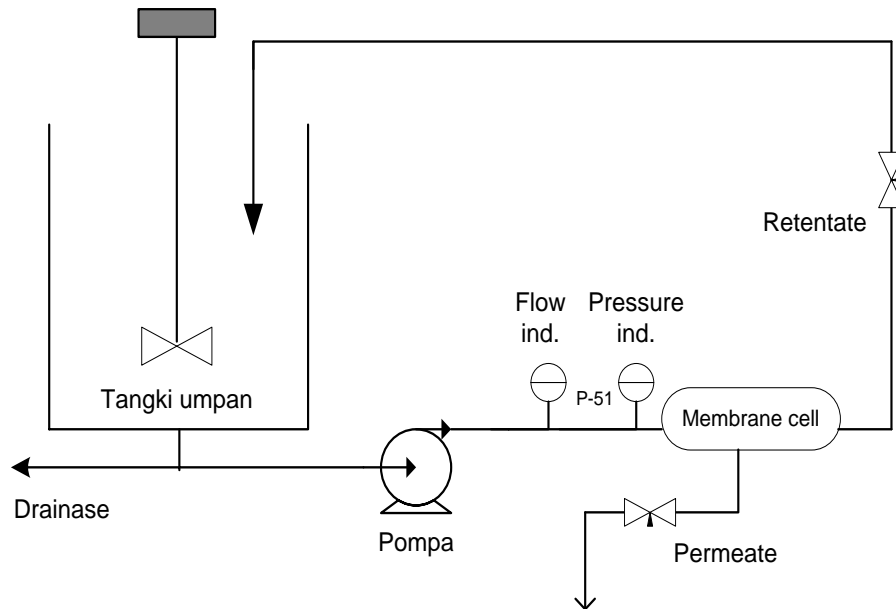 Retentate
Flow
ind.
Pressure
ind.
P-51
Tangki umpan
Membrane cell
Drainase
Pompa
Permeate